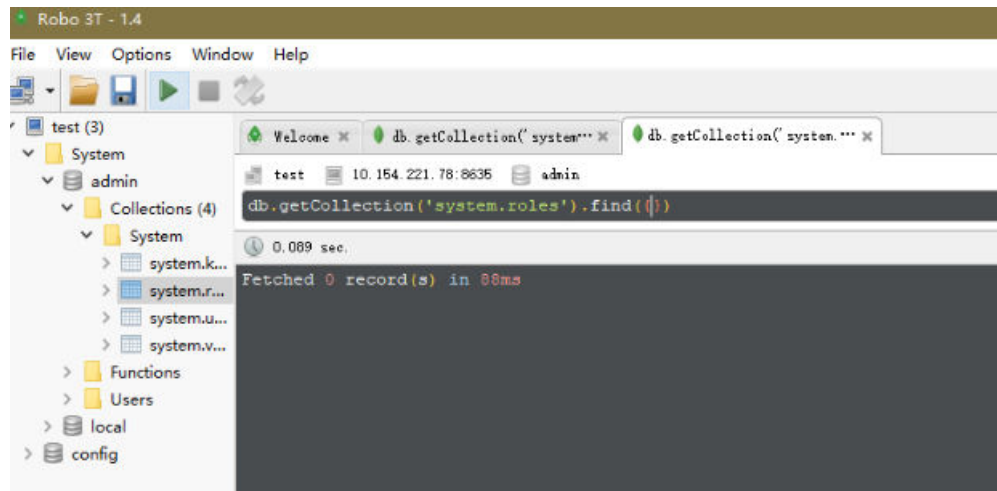 Robo 3T - 1.4
File View Options Window Help
test (3)
System
admin
Collections (4)
System
system.k...
system.r...
system.u...
system.v...
Functions
Users
local
config
Welcome × db.getCollection('system··· × db.getCollection('system.··· ×
test 10.154.221.78:8635 admin
db.getCollection('system.roles').find({})
0.089 sec.
Fetched 0 record(s) in 88ms